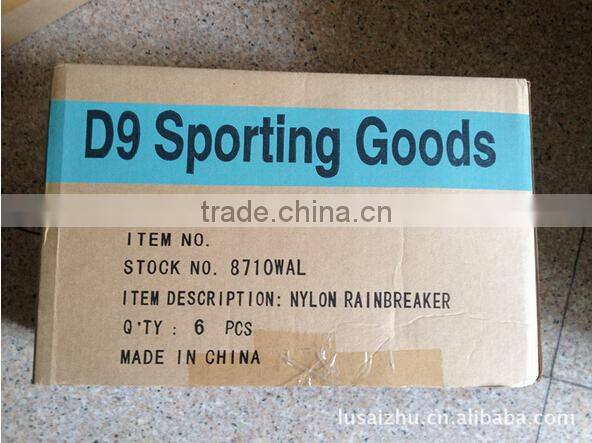 D9 Sporting Goods
trade.china.cn
ITEM NO.
STOCK NO. 8710WAL
ITEM DESCRIPTION: NYLON RAINBREAKER
Q'TY : 6 PCS
MADE IN CHINA
lusaizhu.cn.alibaba.com